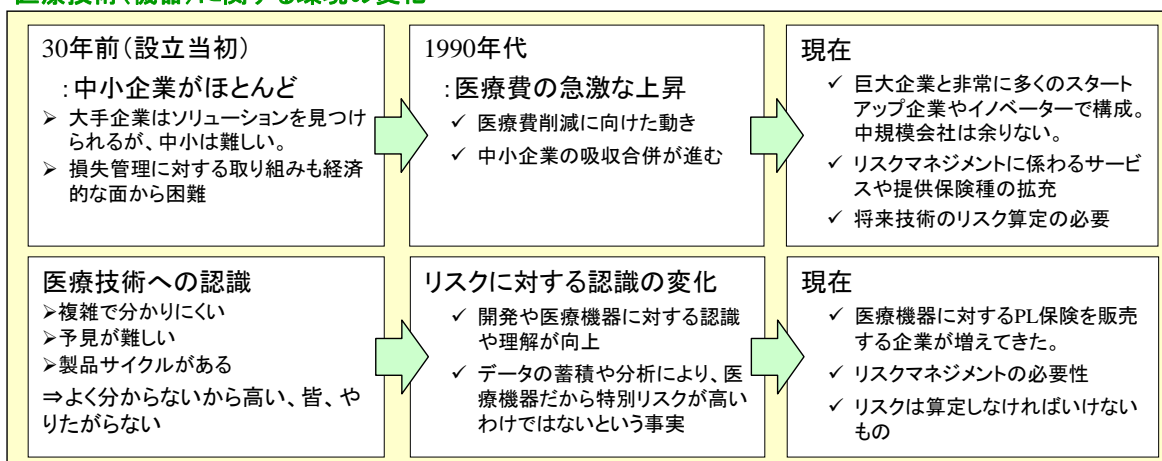 医療技術(機器)に関する環境の変化
30年前(設立当初)
:中小企業がほとんど
➢ 大手企業はソリューションを見つけ
られるが、中小は難しい。
➢ 損失管理に対する取り組みも経済
的な面から困難
1990年代
:医療費の急激な上昇
✓ 医療費削減に向けた動き
✓ 中小企業の吸収合併が進む
現在
✓ 巨大企業と非常に多くのスタート
アップ企業やイノベーターで構成。
中規模会社は余りない。
✓ リスクマネジメントに係わるサービ
スや提供保険種の拡充
✓ 将来技術のリスク算定の必要
医療技術への認識
➢複雑で分かりにくい
➢予見が難しい
➢製品サイクルがある
⇒よく分からないから高い、皆、や
りたがらない
リスクに対する認識の変化
✓ 開発や医療機器に対する認識
や理解が向上
✓ データの蓄積や分析により、医
療機器だから特別リスクが高い
わけではないという事実
現在
✓ 医療機器に対するPL保険を販売
する企業が増えてきた。
✓ リスクマネジメントの必要性
✓ リスクは算定しなければいけない
もの